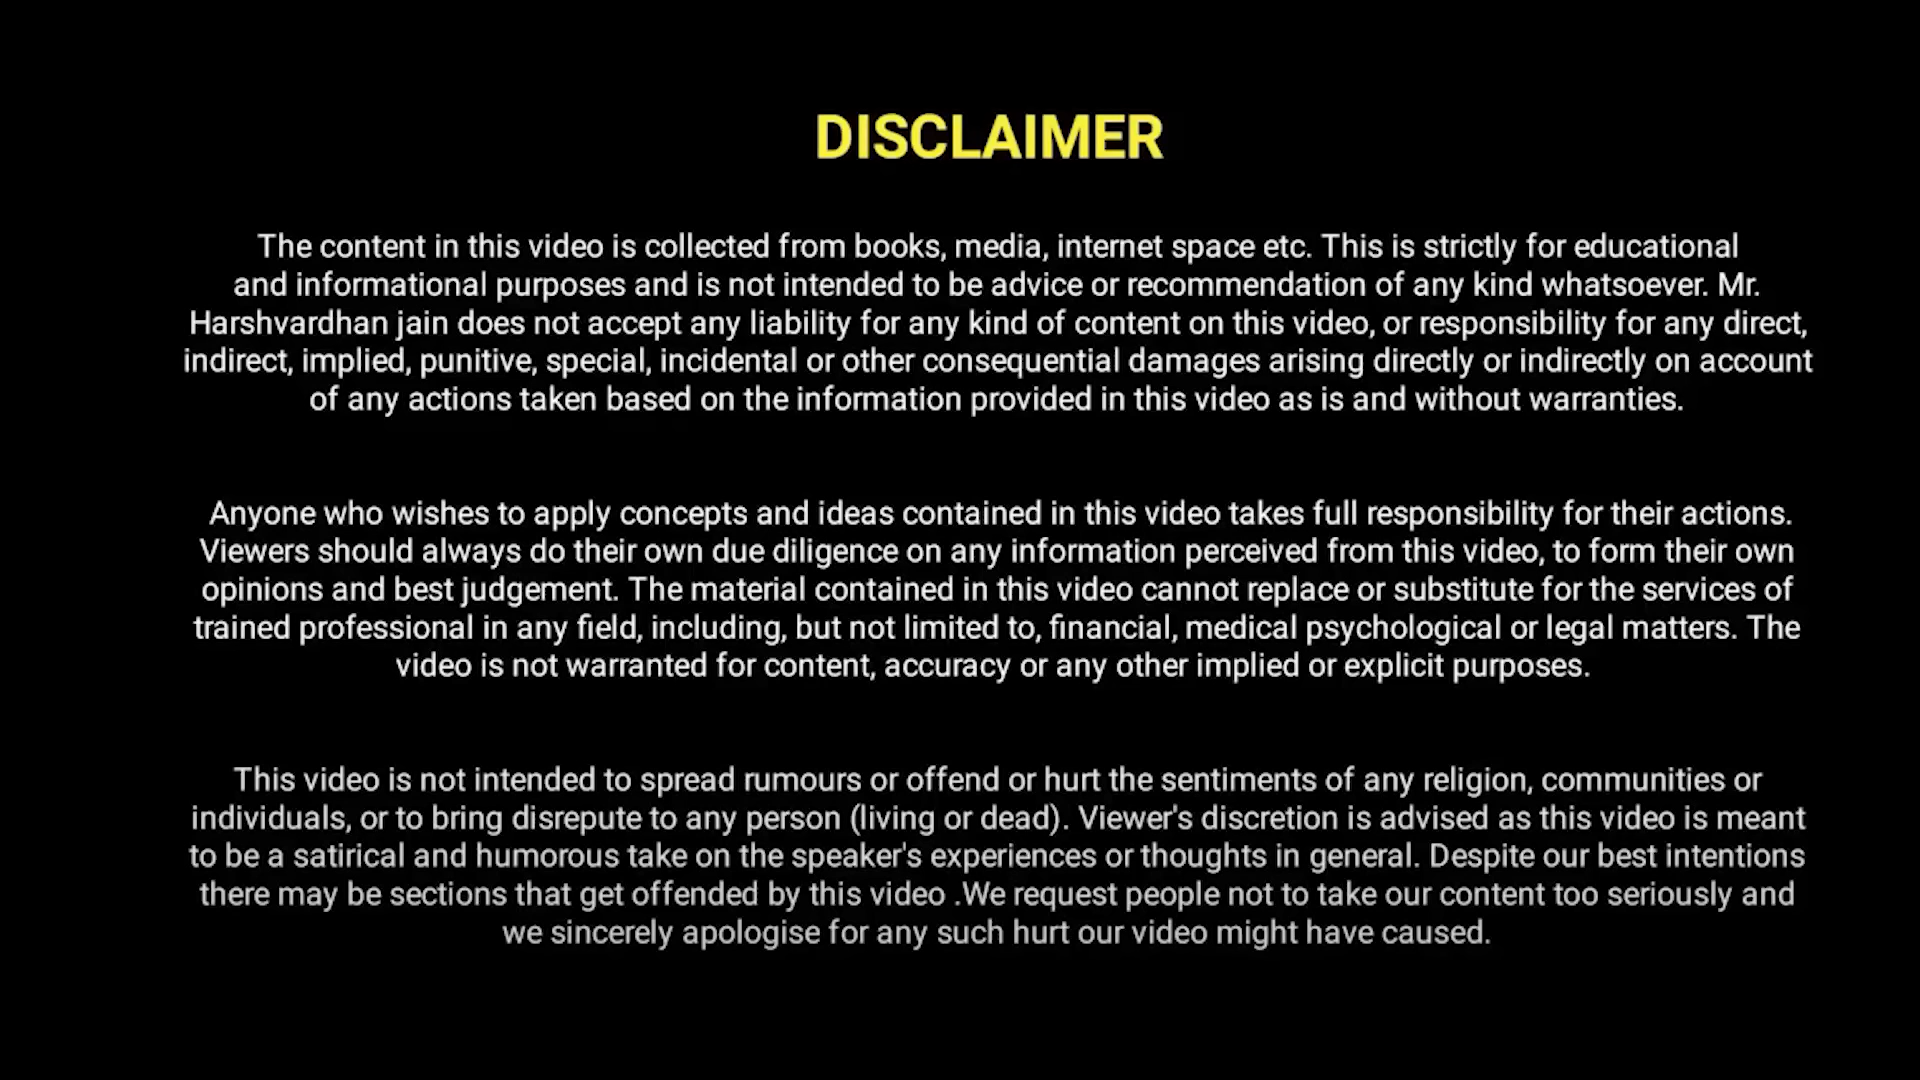 DISCLAIMER
The content in this video is collected from books, media, internet space etc. This is strictly for educational
and informational purposes and is not intended to be advice or recommendation of any kind whatsoever. Mr.
Harshvardhan jain does not accept any liability for any kind of content on this video, or responsibility for any direct,
indirect, implied, punitive, special, incidental or other consequential damages arising directly or indirectly on account
of any actions taken based on the information provided in this video as is and without warranties.
Anyone who wishes to apply concepts and ideas contained in this video takes full responsibility for their actions.
Viewers should always do their own due diligence on any information perceived from this video, to form their own
opinions and best judgement. The material contained in this video cannot replace or substitute for the services of
trained professional in any field, including, but not limited to, financial, medical psychological or legal matters. The
video is not warranted for content, accuracy or any other implied or explicit purposes.
This video is not intended to spread rumours or offend or hurt the sentiments of any religion, communities or
individuals, or to bring disrepute to any person (living or dead). Viewer's discretion is advised as this video is meant
to be a satirical and humorous take on the speaker's experiences or thoughts in general. Despite our best intentions
there may be sections that get offended by this video .We request people not to take our content too seriously and
we sincerely apologise for any such hurt our video might have caused.